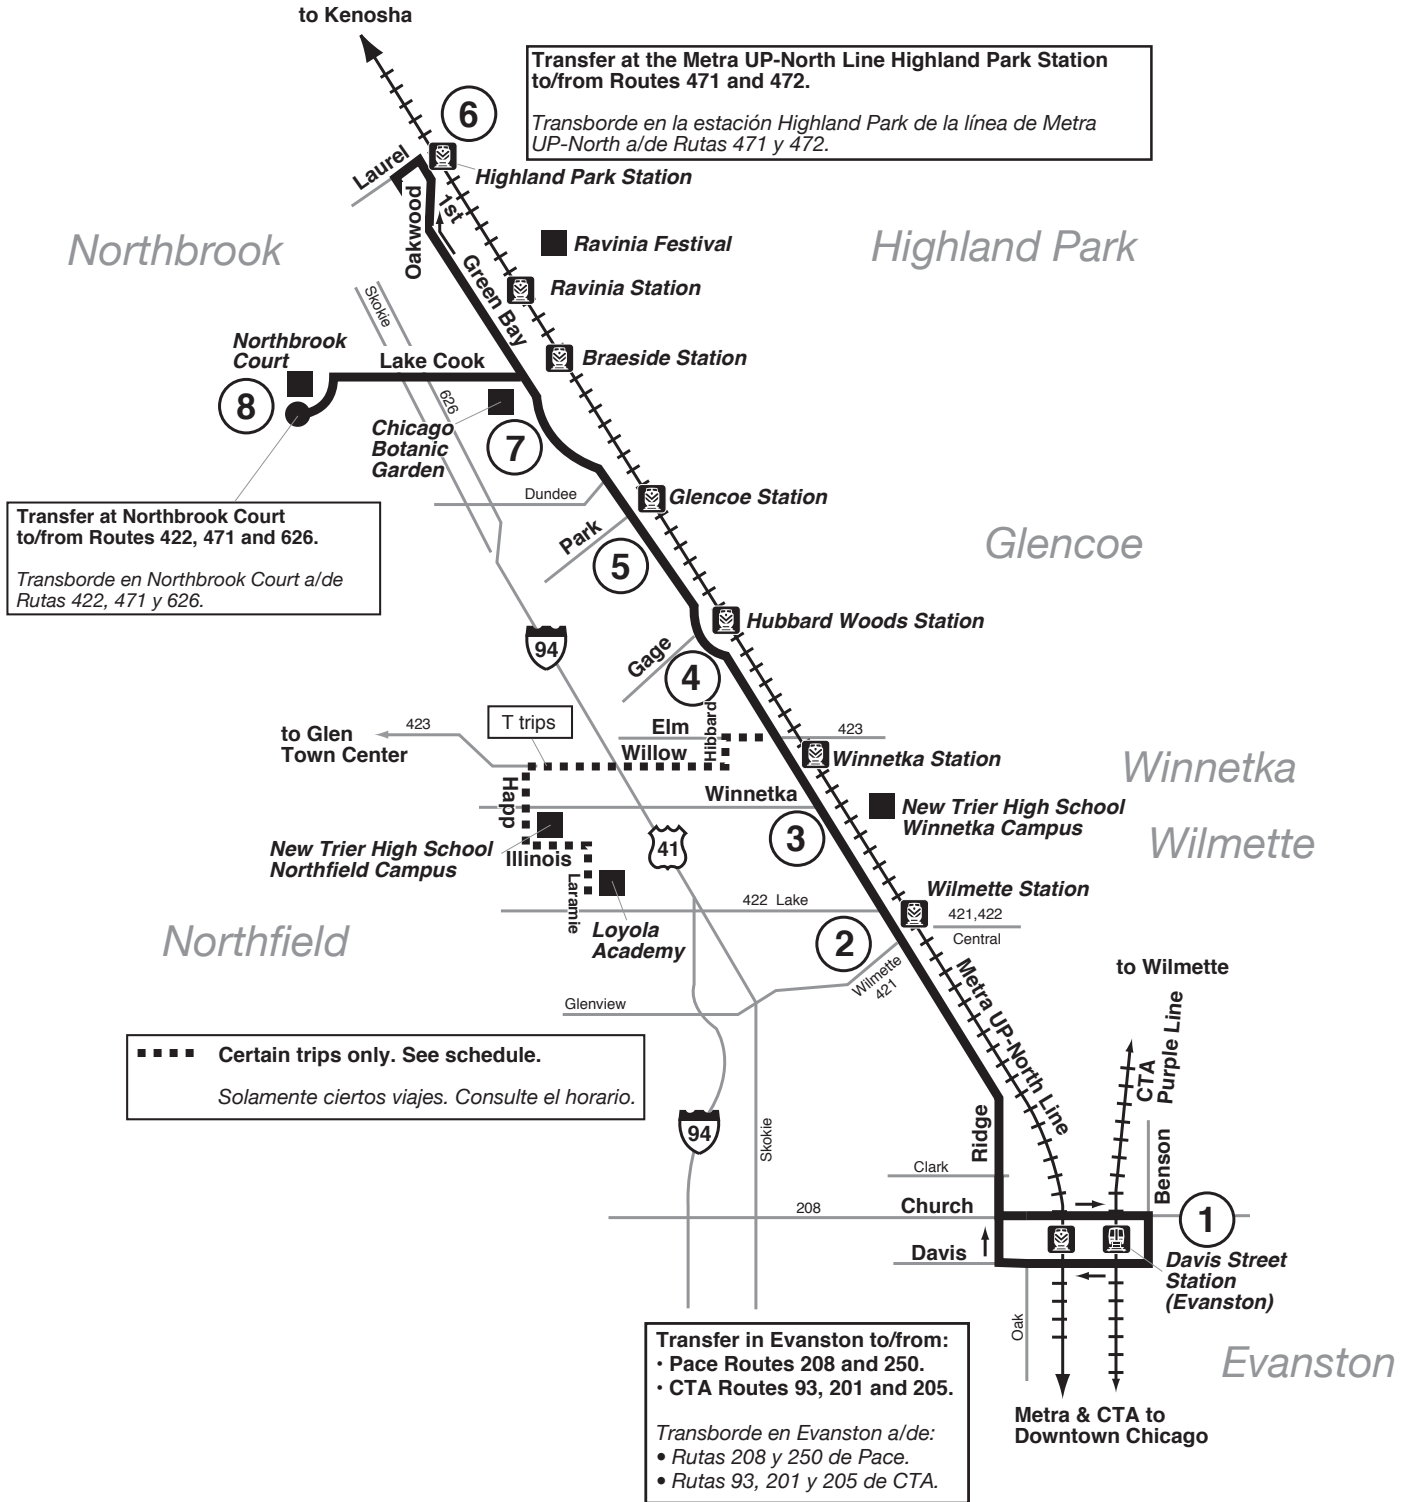 to Kenosha
Transfer at the Metra UP-North Line Highland Park Station
to/from Routes 471 and 472.
Transborde en la estación Highland Park de la línea de Metra
UP-North a/de Rutas 471 y 472.
6
Laurel
Highland Park Station
1st
Oakwood
Northbrook
Ravinia Festival
Highland Park
Green Bay
Ravinia Station
Skokie
Northbrook
Court
Lake Cook
Braeside Station
8
626
Chicago
Botanic
Garden
7
Dundee
Glencoe Station
Transfer at Northbrook Court
to/from Routes 422, 471 and 626.
Transborde en Northbrook Court a/de
Rutas 422, 471 y 626.
Park
5
Glencoe
Hubbard Woods Station
94
Gage
4
to Glen
Town Center
423
T trips
Elm
Hibbard
423
Willow
Winnetka Station
Winnetka
Happ
Winnetka
New Trier High School
Winnetka Campus
3
Wilmette
New Trier High School
Northfield Campus
Illinois
41
Laramie
Wilmette Station
422 Lake
421,422
Central
Loyola
Academy
Northfield
2
Wilmette
421
Metra UP-North Line
to Wilmette
Glenview
CTA
Purple Line
Certain trips only. See schedule.
Solamente ciertos viajes. Consulte el horario.
94
Skokie
Ridge
Benson
Clark
208
Church
1
Davis
Davis Street
Station
(Evanston)
Oak
Evanston
Transfer in Evanston to/from:
• Pace Routes 208 and 250.
• CTA Routes 93, 201 and 205.
Transborde en Evanston a/de:
• Rutas 208 y 250 de Pace.
• Rutas 93, 201 y 205 de CTA.
Metra & CTA to
Downtown Chicago